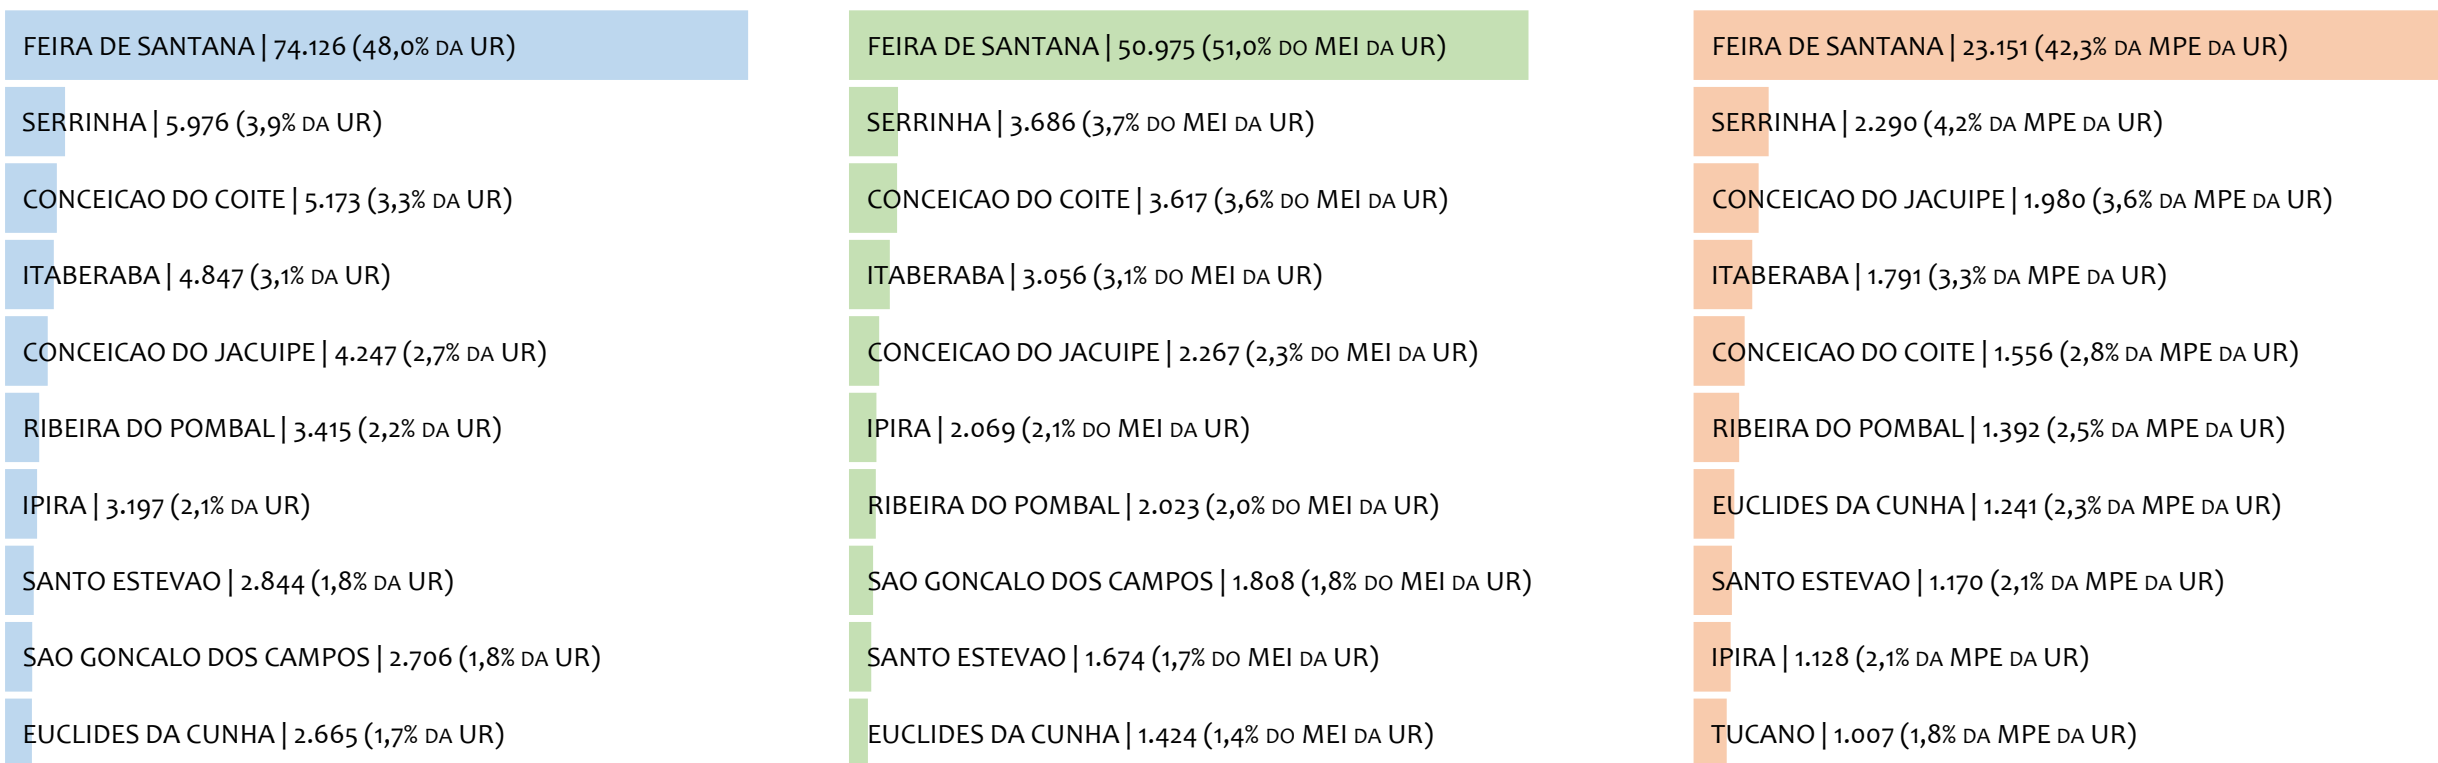 FEIRA DE SANTANA | 74.126 (48,0% DA UR)
SERRINHA | 5.976 (3,9% DA UR)
CONCEICAO DO COITE | 5.173 (3,3% DA UR)
ITABERABA | 4.847 (3,1% DA UR)
CONCEICAO DO JACUIPE | 4.247 (2,7% DA UR)
RIBEIRA DO POMBAL | 3.415 (2,2% DA UR)
IPIRA | 3.197 (2,1% DA UR)
SANTO ESTEVAO | 2.844 (1,8% DA UR)
SAO GONCALO DOS CAMPOS | 2.706 (1,8% DA UR)
EUCLIDES DA CUNHA | 2.665 (1,7% DA UR)
FEIRA DE SANTANA | 50.975 (51,0% DO MEI DA UR)
SERRINHA | 3.686 (3,7% DO MEI DA UR)
CONCEICAO DO COITE | 3.617 (3,6% DO MEI DA UR)
ITABERABA | 3.056 (3,1% DO MEI DA UR)
CONCEICAO DO JACUIPE | 2.267 (2,3% DO MEI DA UR)
IPIRA | 2.069 (2,1% DO MEI DA UR)
RIBEIRA DO POMBAL | 2.023 (2,0% DO MEI DA UR)
SAO GONCALO DOS CAMPOS | 1.808 (1,8% DO MEI DA UR)
SANTO ESTEVAO | 1.674 (1,7% DO MEI DA UR)
EUCLIDES DA CUNHA | 1.424 (1,4% DO MEI DA UR)
FEIRA DE SANTANA | 23.151 (42,3% DA MPE DA UR)
SERRINHA | 2.290 (4,2% DA MPE DA UR)
CONCEICAO DO JACUIPE | 1.980 (3,6% DA MPE DA UR)
ITABERABA | 1.791 (3,3% DA MPE DA UR)
CONCEICAO DO COITE | 1.556 (2,8% DA MPE DA UR)
RIBEIRA DO POMBAL | 1.392 (2,5% DA MPE DA UR)
EUCLIDES DA CUNHA | 1.241 (2,3% DA MPE DA UR)
SANTO ESTEVAO | 1.170 (2,1% DA MPE DA UR)
IPIRA | 1.128 (2,1% DA MPE DA UR)
TUCANO | 1.007 (1,8% DA MPE DA UR)